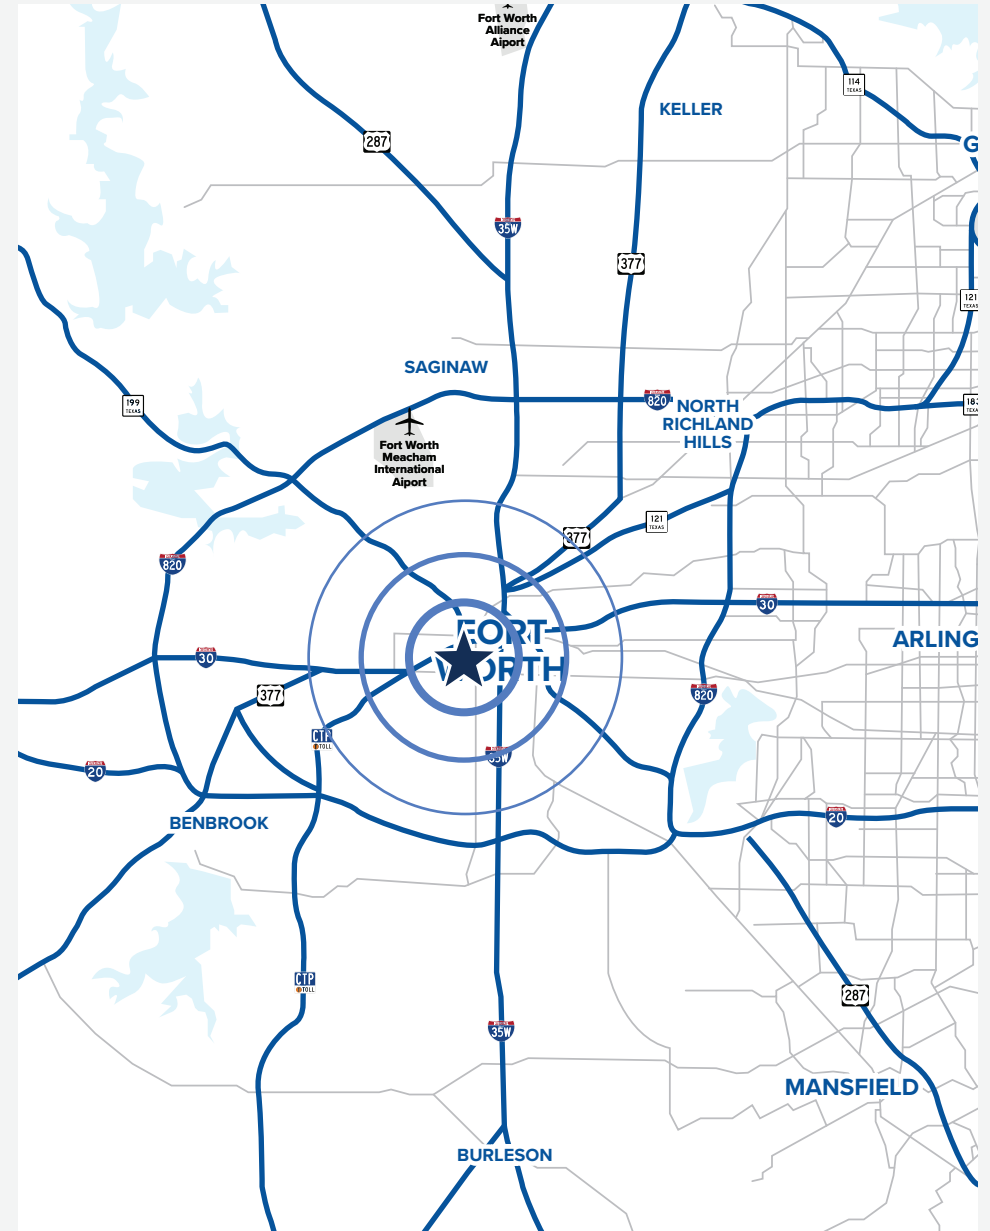 Fort Worth
Alliance
Aiport
114
TEXAS
KELLER
287
G
35W
377
121
TEXAS
SAGINAW
199
TEXAS
820
NORTH
RICHLAND
HILLS
183
TEXAS
Fort Worth
Meacham
International
Aiport
121
TEXAS
377
820
30
FORT
WORTH
ARLING
30
377
820
CTP
TOLL
35W
20
20
BENBROOK
CTP
TOLL
287
35W
MANSFIELD
BURLESON